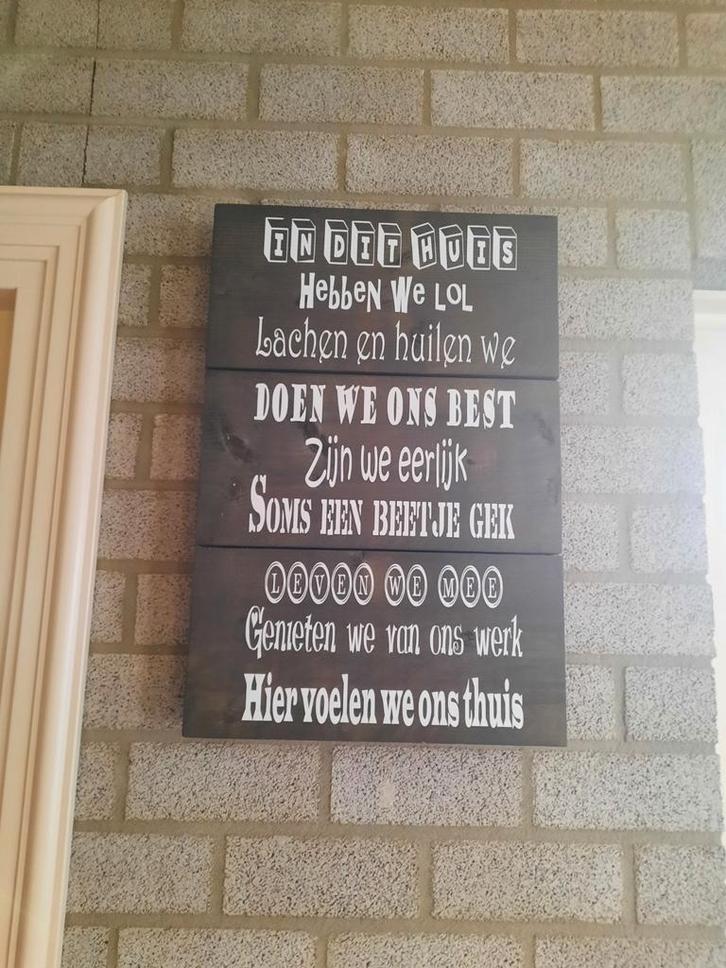 IN DIT HUIS
HebbeN We LOL
Lachen en huilen we
DOEN WE ONS BEST
Zijn we eerlijk
SOMS EEN BEETJE GEK
LEVEN WE MEE
Genieten we van ons werk
Hier voelen we ons thuis